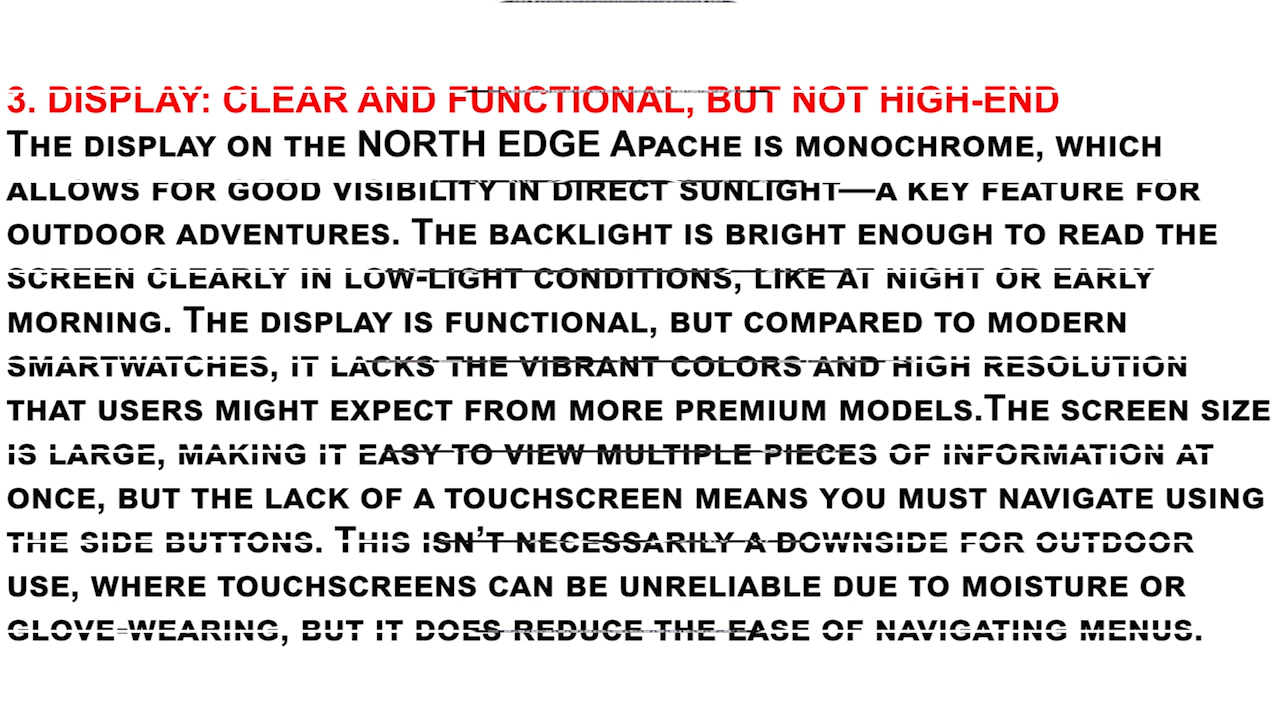 3. DISPLAY: CLEAR AND FUNCTIONAL, BUT NOT HIGH-END
THE DISPLAY ON THE NORTH EDGE APACHE IS MONOCHROME, WHICH
ALLOWS FOR GOOD VISIBILITY IN DIRECT SUNLIGHT—A KEY FEATURE FOR
OUTDOOR ADVENTURES. THE BACKLIGHT IS BRIGHT ENOUGH TO READ THE
SCREEN CLEARLY IN LOW-LIGHT CONDITIONS, LIKE AT NIGHT OR EARLY
MORNING. THE DISPLAY IS FUNCTIONAL, BUT COMPARED TO MODERN
SMARTWATCHES, IT LACKS THE VIBRANT COLORS AND HIGH RESOLUTION
THAT USERS MIGHT EXPECT FROM MORE PREMIUM MODELS.THE SCREEN SIZE
IS LARGE, MAKING IT EASY TO VIEW MULTIPLE PIECES OF INFORMATION AT
ONCE, BUT THE LACK OF A TOUCHSCREEN MEANS YOU MUST NAVIGATE USING
THE SIDE BUTTONS. THIS ISN’T NECESSARILY A DOWNSIDE FOR OUTDOOR
USE, WHERE TOUCHSCREENS CAN BE UNRELIABLE DUE TO MOISTURE OR
GLOVE-WEARING, BUT IT DOES REDUCE THE EASE OF NAVIGATING MENUS.